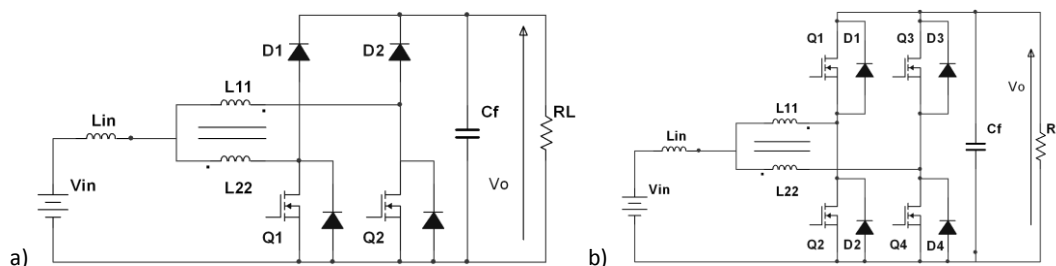 D1
D2
L11
Lin
Cf
RL
L22
Vin
Vo
Q1
Q2
a)
Q1
D1
Q3
D3
Vo
L11
Lin
Cf
R
L22
Vin
Q2
D2
Q4
D4
b)